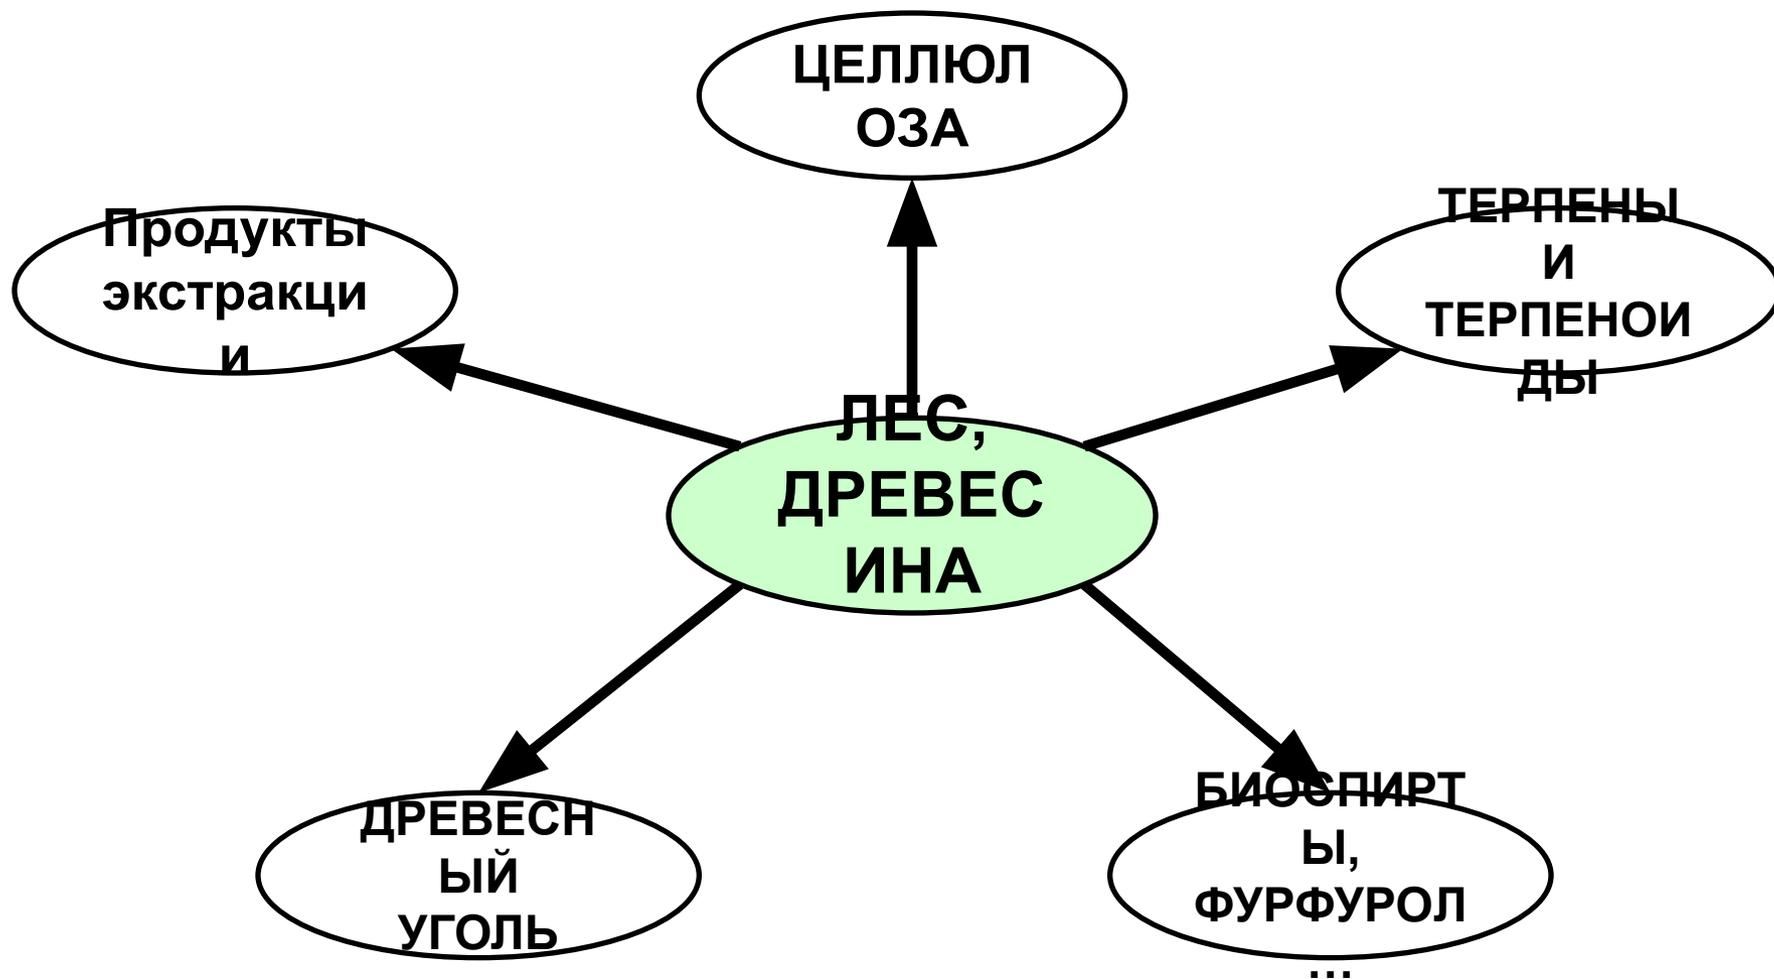 ЦЕЛЛЮЛ
ОЗА
Продукты
экстракци
и
ТЕРПЕНЫ
И
ТЕРПЕНОИ
ДЫ
ЛЕС,
ДРЕВЕС
ИНА
ДРЕВЕСН
ЫЙ
УГОЛЬ
БИОСПИРТ
Ы,
ФУРФУРОЛ